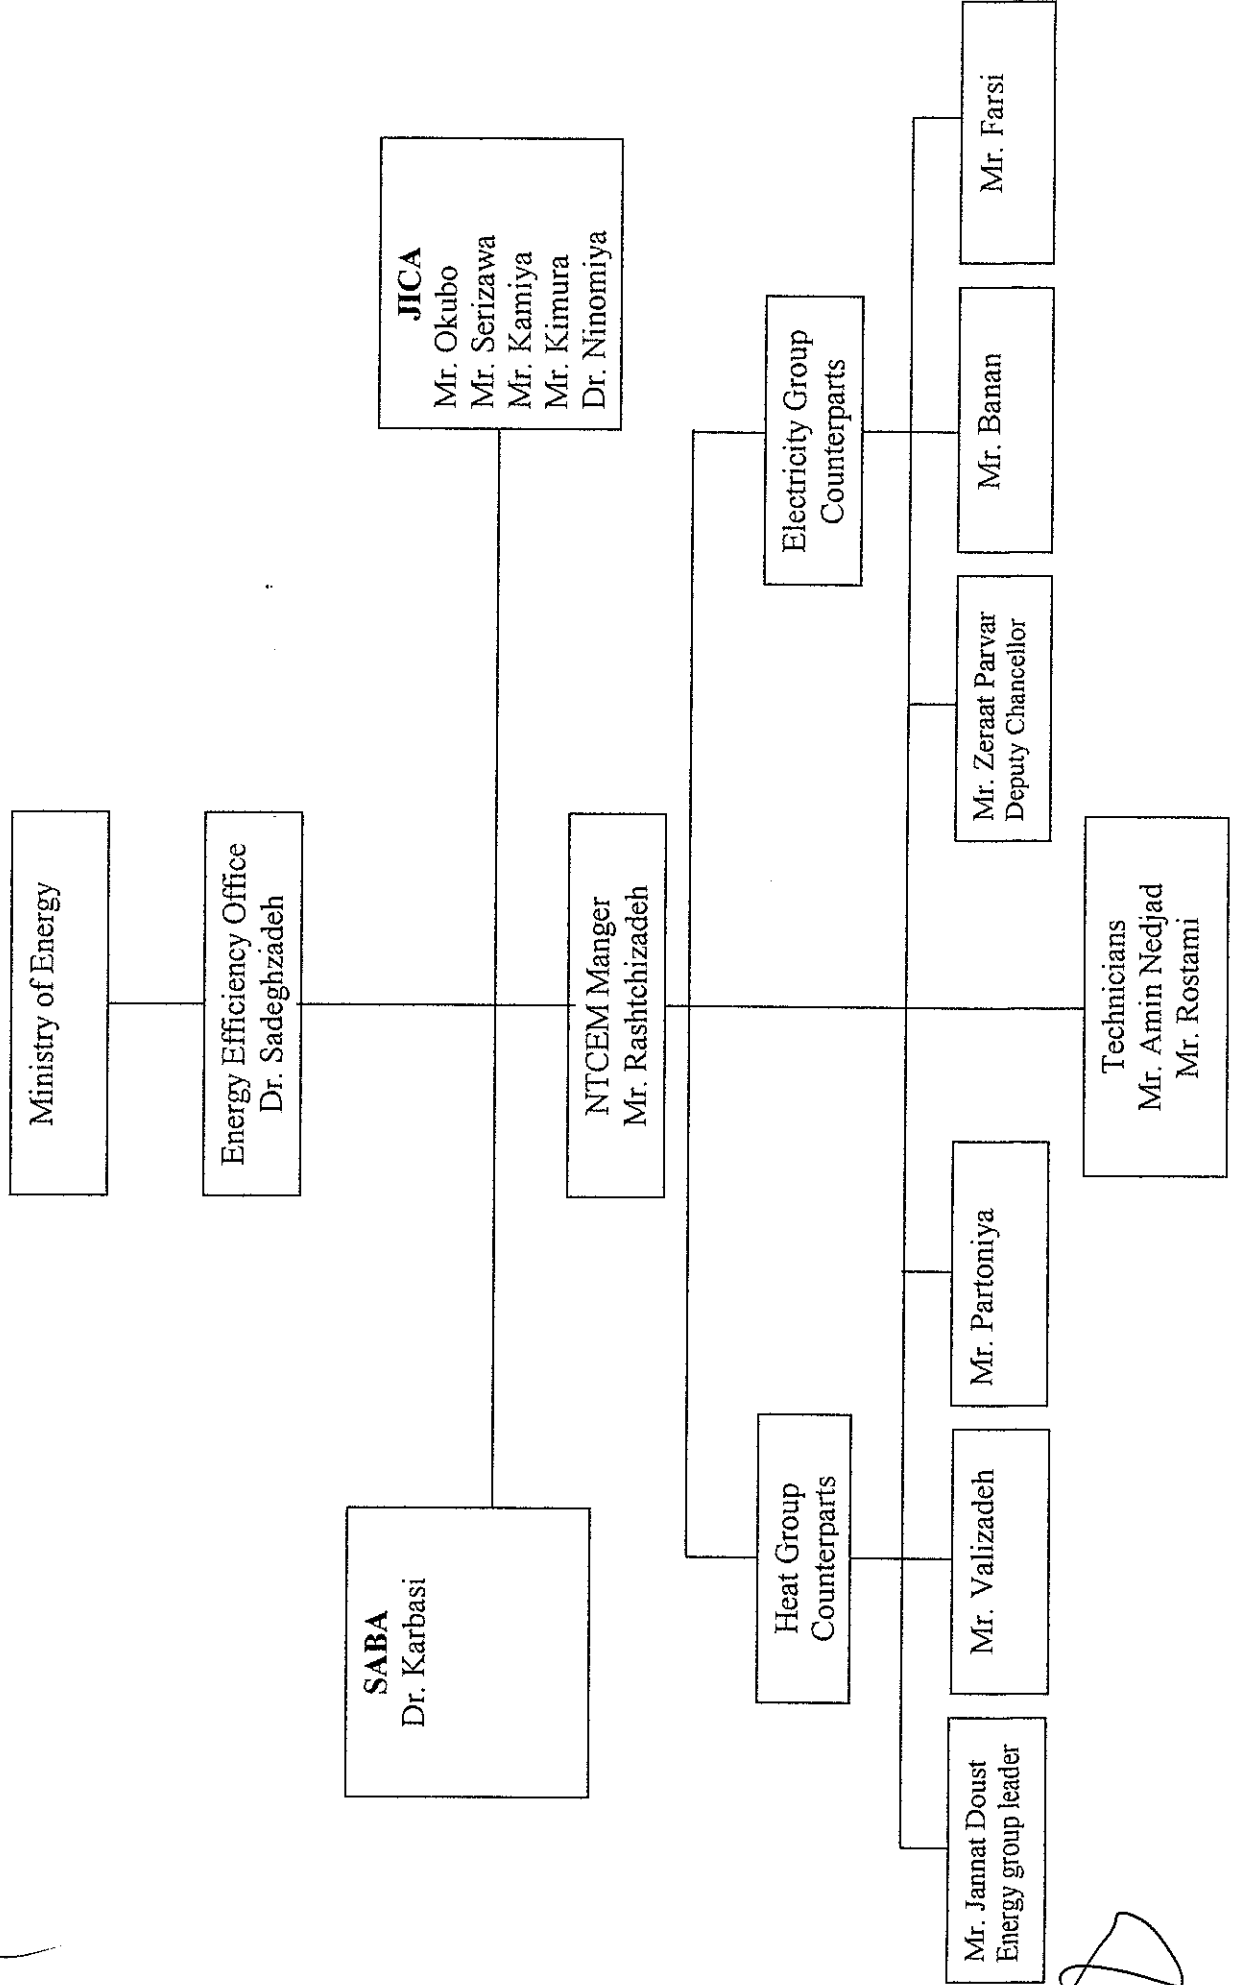 Ministry of Energy
Energy Efficiency Office
Dr. Sadeghzadeh
SABA
Dr. Karbasi
JICA
Mr. Okubo
Mr. Serizawa
Mr. Kamiya
Mr. Kimura
Dr. Ninomiya
NTCEM Manger
Mr. Rashtchizadeh
Heat Group
Counterparts
Electricity Group
Counterparts
Mr. Jannat Doust
Energy group leader
Mr. Valizadeh
Mr. Partoniya
Mr. Zeraat Parvar
Deputy Chancellor
Mr. Banan
Mr. Farsi
Technicians
Mr. Amin Nedjad
Mr. Rostami